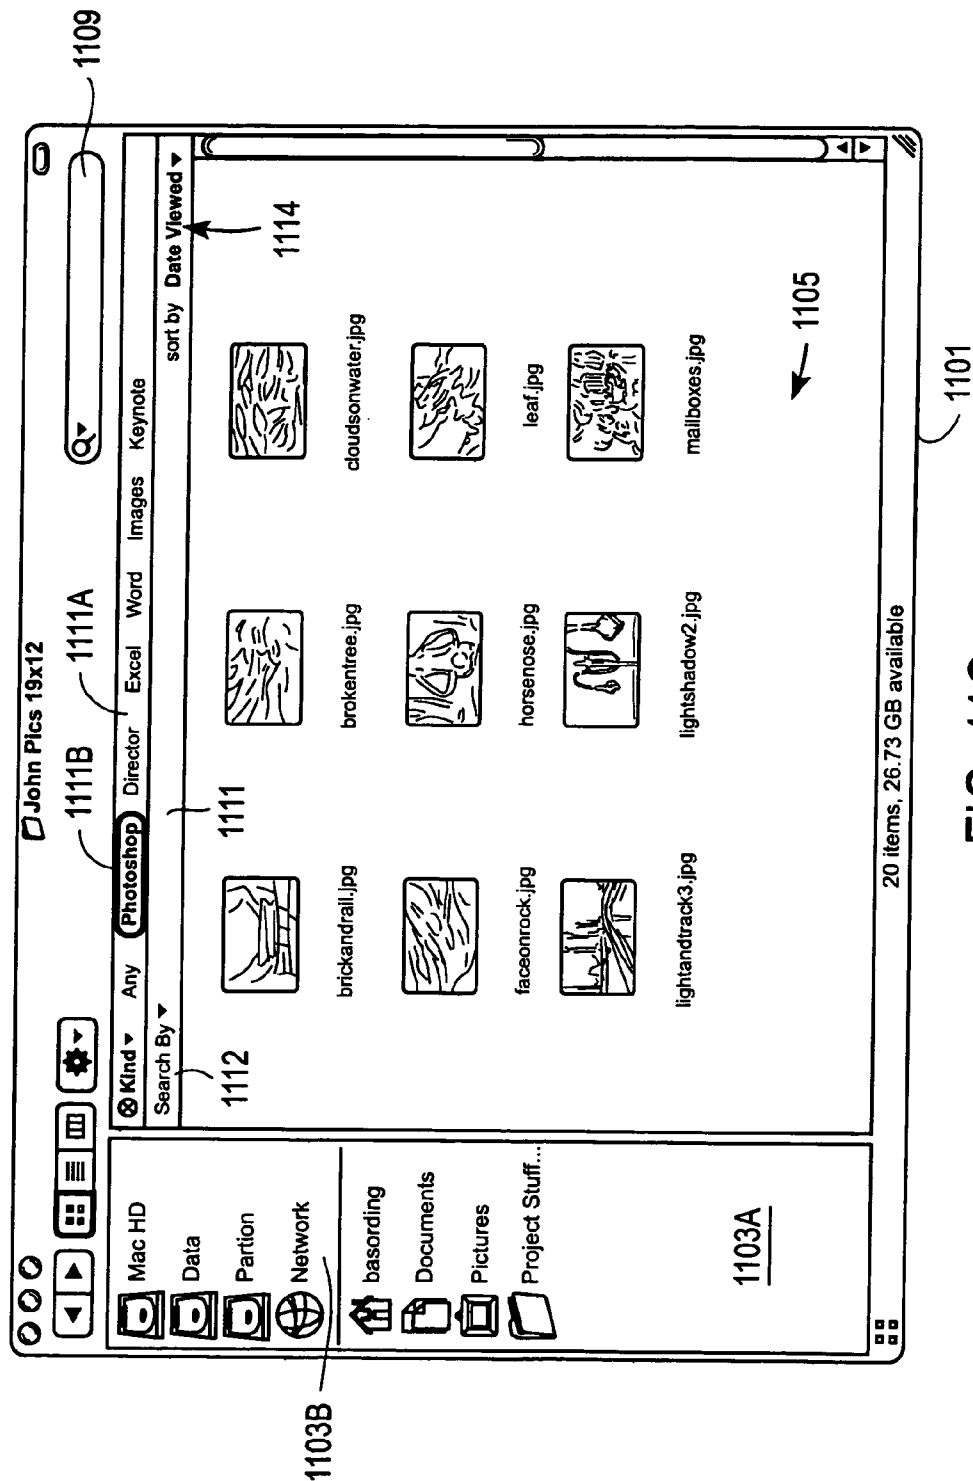 John Pics 19x12
1109
1111B
1111A
Kind
Any
Photoshop
Director
Excel
Word
Images
Keynote
Search By
sort by Date Viewed
1112
1111
1114
Mac HD
Data
Partion
Network
basording
Documents
Pictures
Project Stuff...
1103B
1103A
brickandrail.jpg
brokentree.jpg
cloudsonwater.jpg
faceonrock.jpg
horsenose.jpg
leaf.jpg
lightandtrack3.jpg
lightshadow2.jpg
mailboxes.jpg
1105
20 items, 26.73 GB available
1101